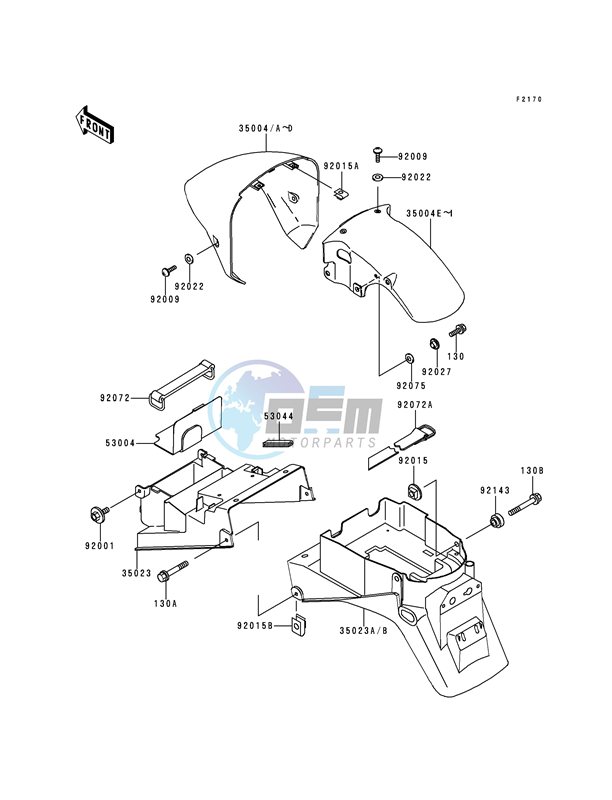 F2170
FRONT
35004/A~D
92015A
92009
92022
35004E~I
92022
92009
130
92027
92075
92072
53004
53044
92072A
OEM
MOTORPARTS
92015
130B
92143
92001
35023
130A
92015B
35023A/B